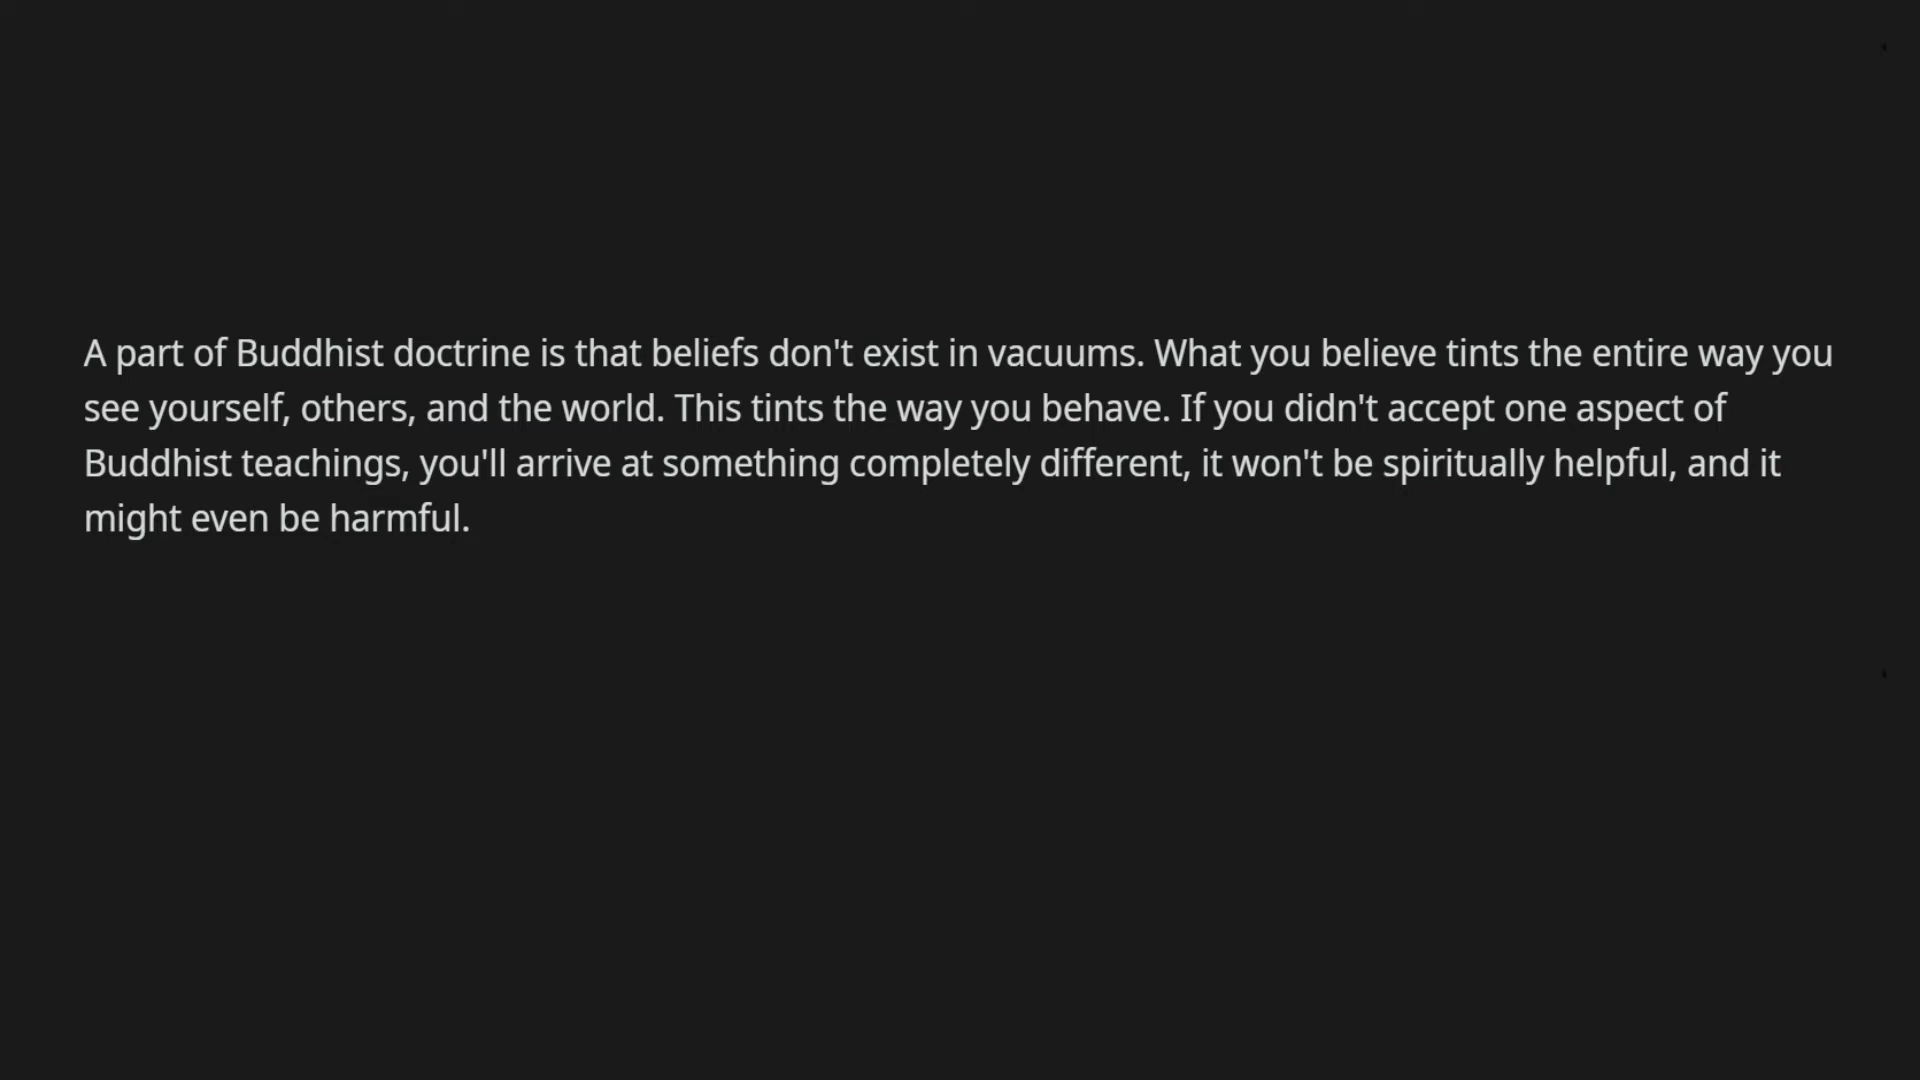 A part of Buddhist doctrine is that beliefs don't exist in vacuums. What you believe tints the entire way you
see yourself, others, and the world. This tints the way you behave. If you didn't accept one aspect of
Buddhist teachings, you'll arrive at something completely different, it won't be spiritually helpful, and it
might even be harmful.